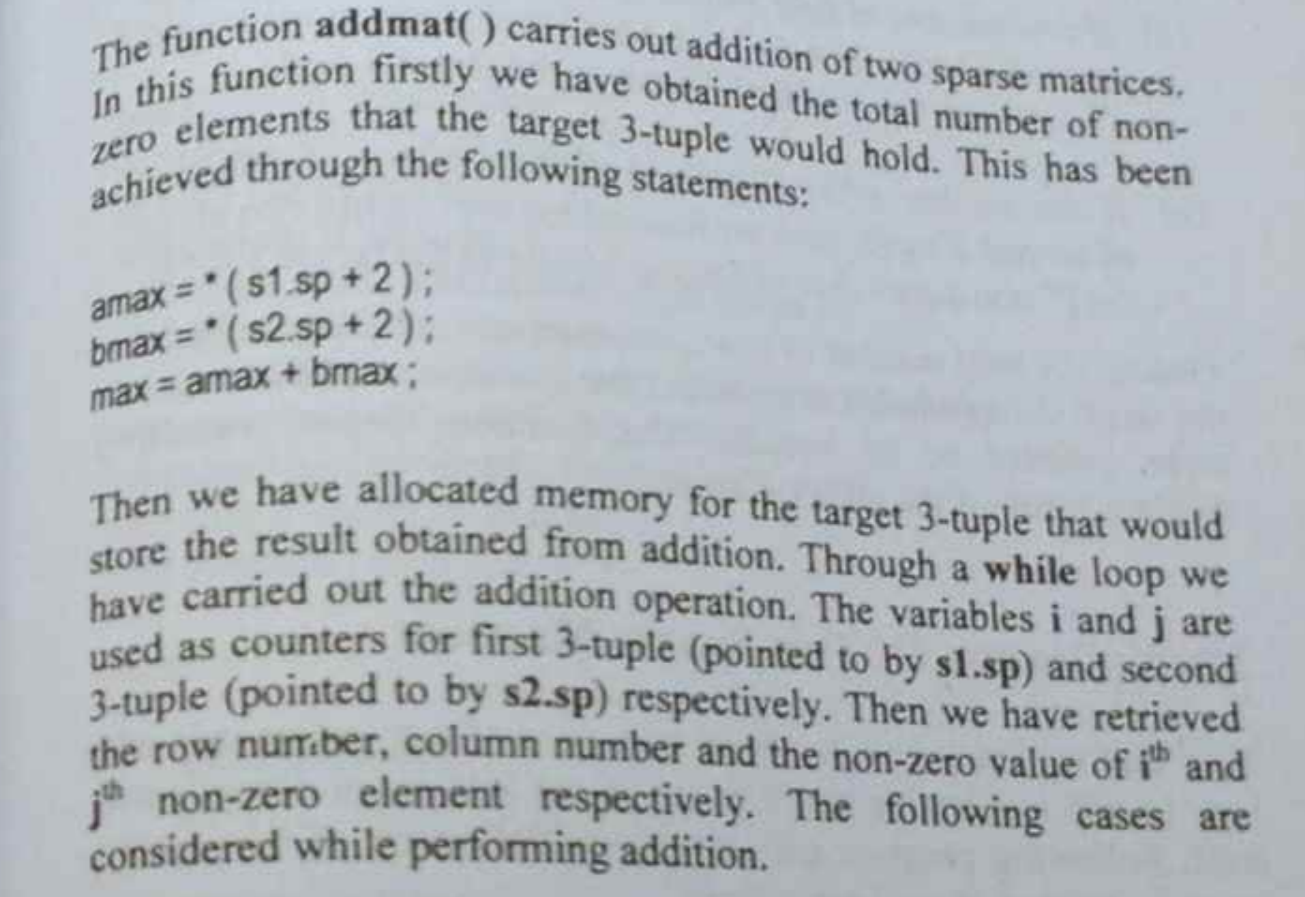 The function addmat( ) carries out addition of two sparse matrices.
In this function firstly we have obtained the total number of non-
zero elements that the target 3-tuple would hold. This has been
achieved through the following statements:
amax = * ( s1.sp + 2 ) ;
bmax = * ( s2.sp + 2 ) ;
max = amax + bmax ;
Then we have allocated memory for the target 3-tuple that would
store the result obtained from addition. Through a while loop we
have carried out the addition operation. The variables i and j are
used as counters for first 3-tuple (pointed to by s1.sp) and second
3-tuple (pointed to by s2.sp) respectively. Then we have retrieved
the row number, column number and the non-zero value of ith and
jth non-zero element respectively. The following cases are
considered while performing addition.